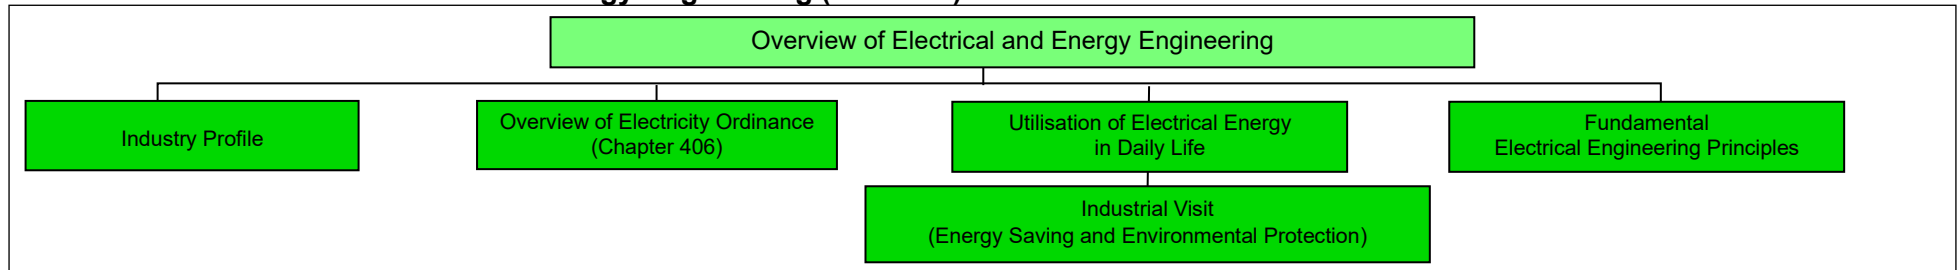 Overview of Electrical and Energy Engineering
Industry Profile
Overview of Electricity Ordinance
(Chapter 406)
Utilisation of Electrical Energy
in Daily Life
Fundamental
Electrical Engineering Principles
Industrial Visit
(Energy Saving and Environmental Protection)